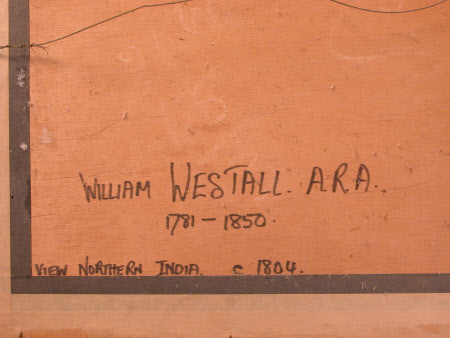 WILLIAM WESTALL. A.R.A.
1781 - 1850.
VIEW NORTHERN INDIA. c 1804.